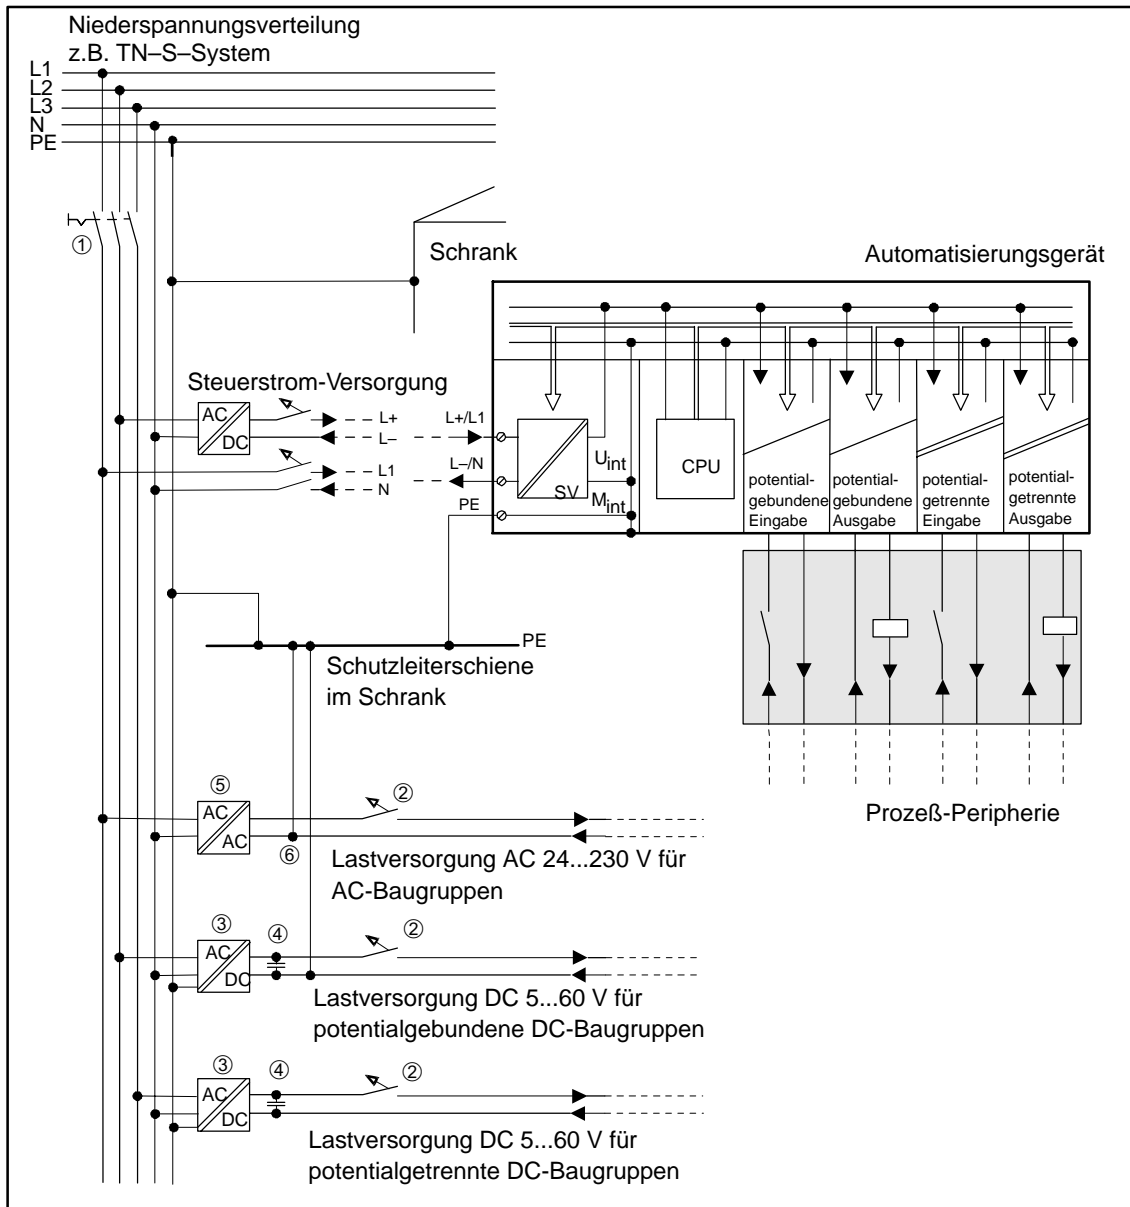 Niederspannungsverteilung
z.B. TN–S–System
L1
L2
L3
N
PE
①
Schrank
Automatisierungsgerät
Steuerstrom-Versorgung
AC
DC
L+
L–
L1
N
L+/L1
L–/N
PE
SV
Uint
Mint
CPU
potential-
gebundene
Eingabe
potential-
gebundene
Ausgabe
potential-
getrennte
Eingabe
potential-
getrennte
Ausgabe
PE
Schutzleiterschiene
im Schrank
Prozeß-Peripherie
⑤
AC
AC
②
⑥
Lastversorgung AC 24...230 V für
AC-Baugruppen
③
AC
DC
④
②
Lastversorgung DC 5...60 V für
potentialgebundene DC-Baugruppen
③
AC
DC
④
②
Lastversorgung DC 5...60 V für
potentialgetrennte DC-Baugruppen